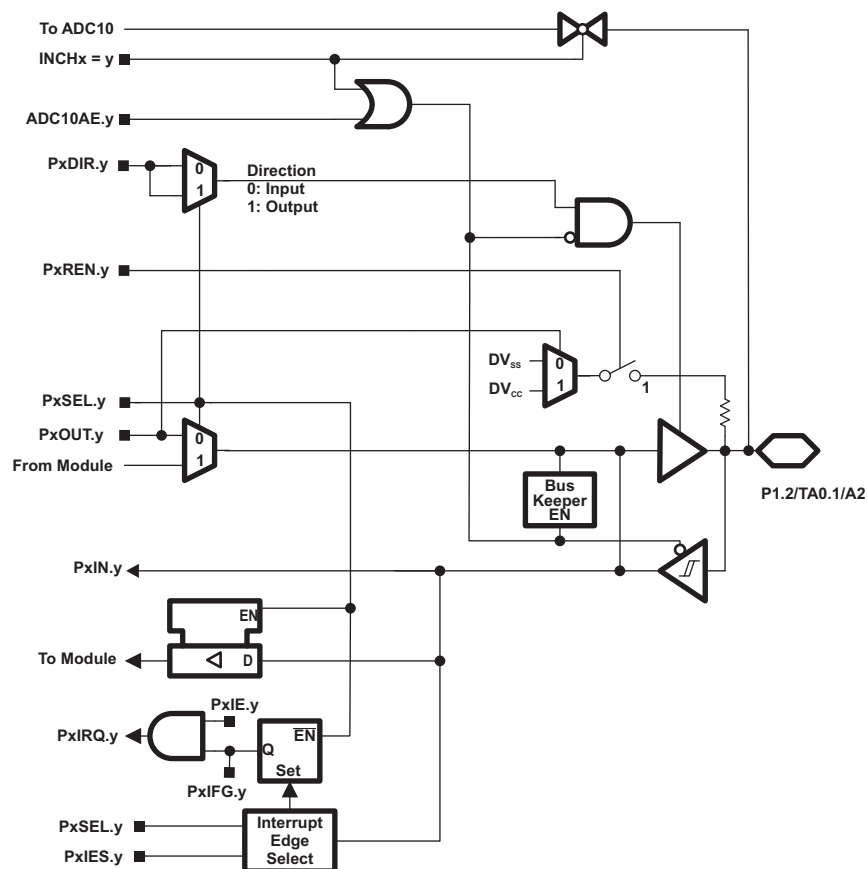 To ADC10
INCHx = y
ADC10AE.y
PxDIR.y
0
1
Direction
0: Input
1: Output
PxREN.y
DVSS
0
DVCC
1
1
PxSEL.y
PxOUT.y
0
From Module
1
Bus
Keeper
EN
P1.2/TA0.1/A2
PxIN.y
EN
To Module
D
PxIE.y
PxIRQ.y
EN
Q
Set
PxIFG.y
PxSEL.y
PxIES.y
Interrupt
Edge
Select